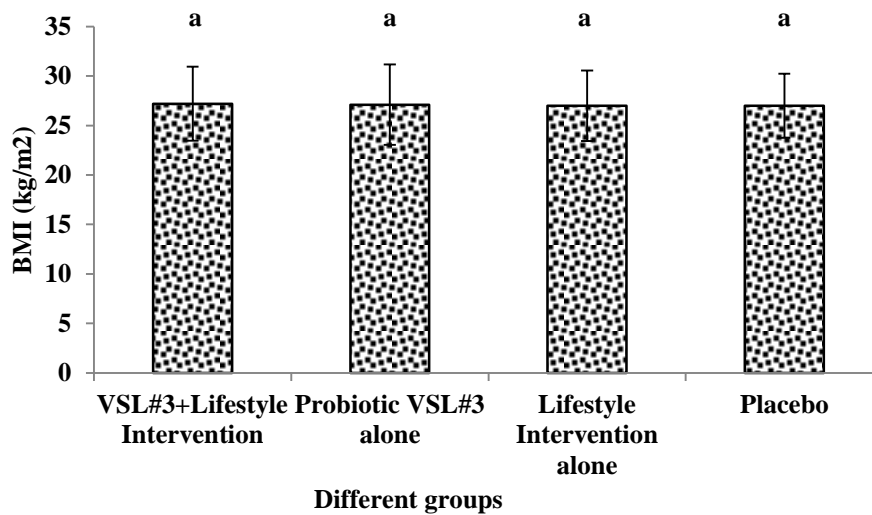 a a a a
35
30
25
20
15
10
5
0
BMI (kg/m2)
VSL#3+Lifestyle Probiotic VSL#3 Lifestyle Placebo
Intervention alone Intervention
alone
Different groups